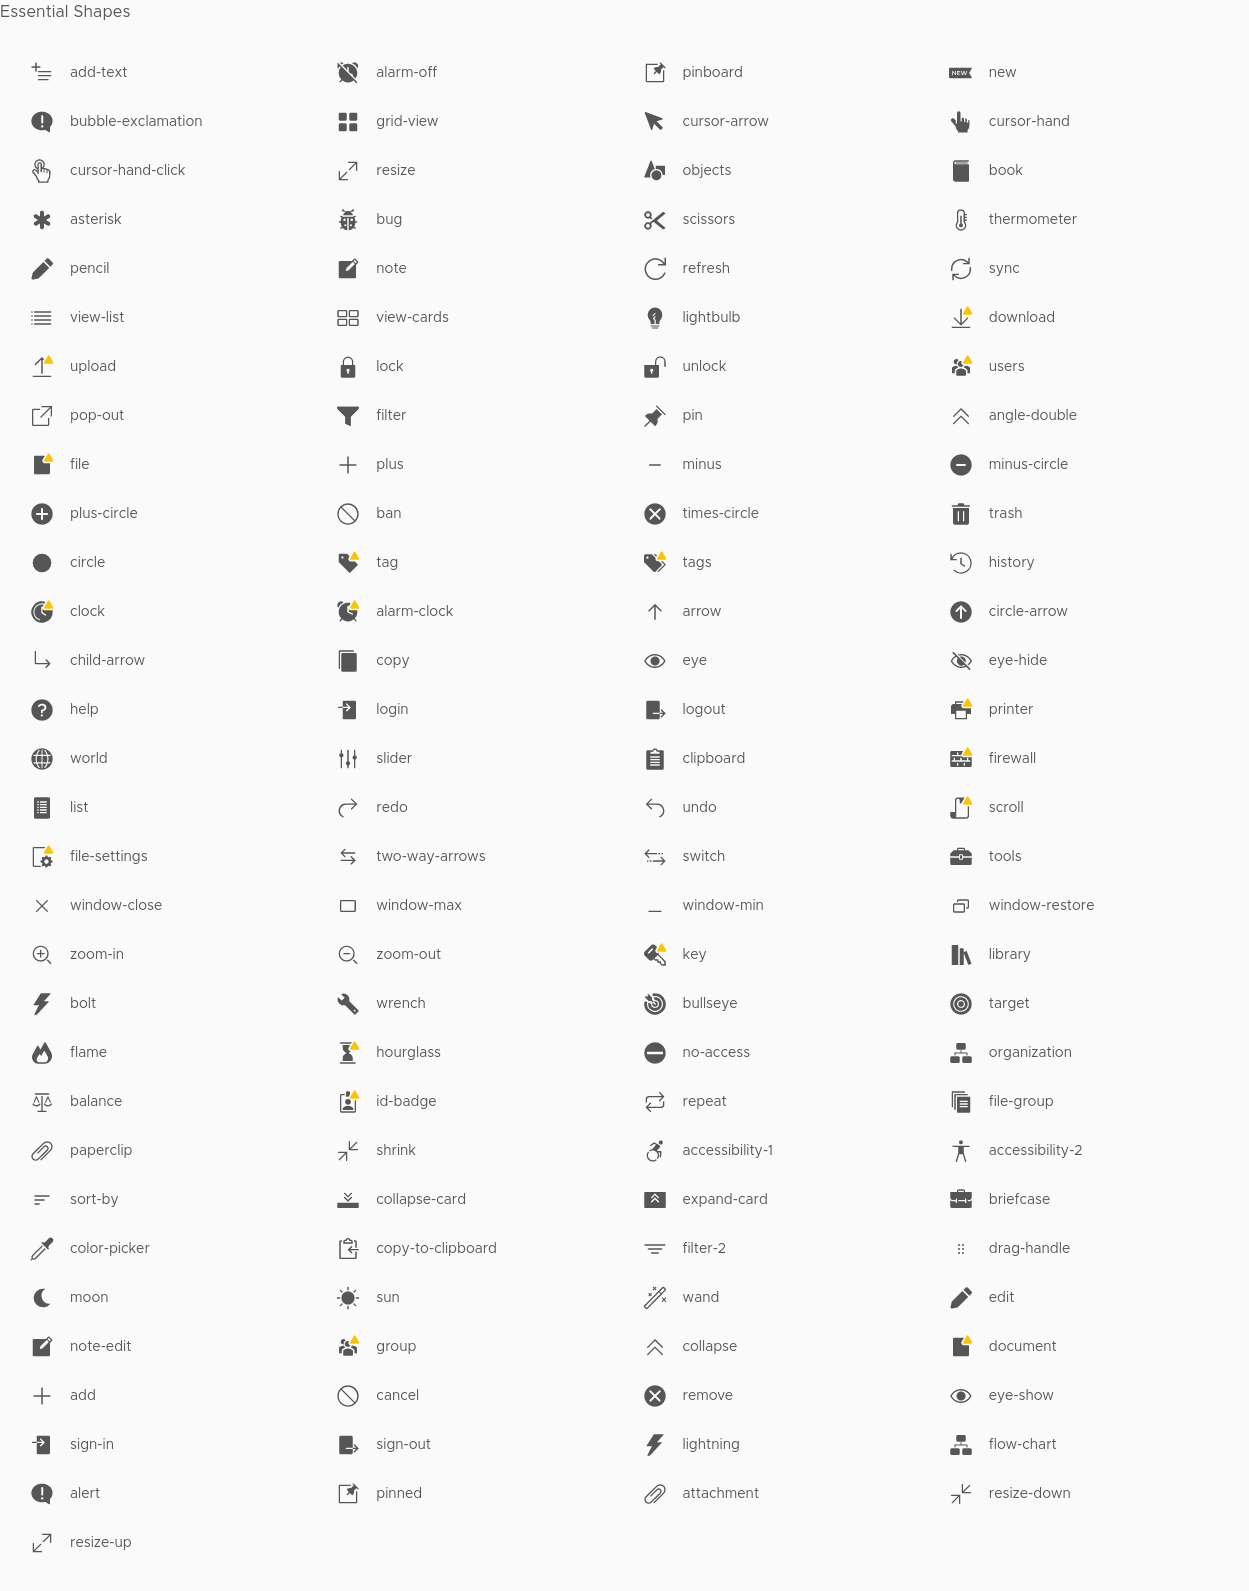 Essential Shapes
add-text alarm-off pinboard NEW new
bubble-exclamation grid-view cursor-arrow cursor-hand
cursor-hand-click resize objects book
asterisk bug scissors thermometer
pencil note refresh sync
view-list view-cards lightbulb download
upload lock unlock users
pop-out filter pin angle-double
file plus minus minus-circle
plus-circle ban times-circle trash
circle tag tags history
clock alarm-clock arrow circle-arrow
child-arrow copy eye eye-hide
help login logout printer
world slider clipboard firewall
list redo undo scroll
file-settings two-way-arrows switch tools
window-close window-max window-min window-restore
zoom-in zoom-out key library
bolt wrench bullseye target
flame hourglass no-access organization
balance id-badge repeat file-group
paperclip shrink accessibility-1 accessibility-2
sort-by collapse-card expand-card briefcase
color-picker copy-to-clipboard filter-2 drag-handle
moon sun wand edit
note-edit group collapse document
add cancel remove eye-show
sign-in sign-out lightning flow-chart
alert pinned attachment resize-down
resize-up